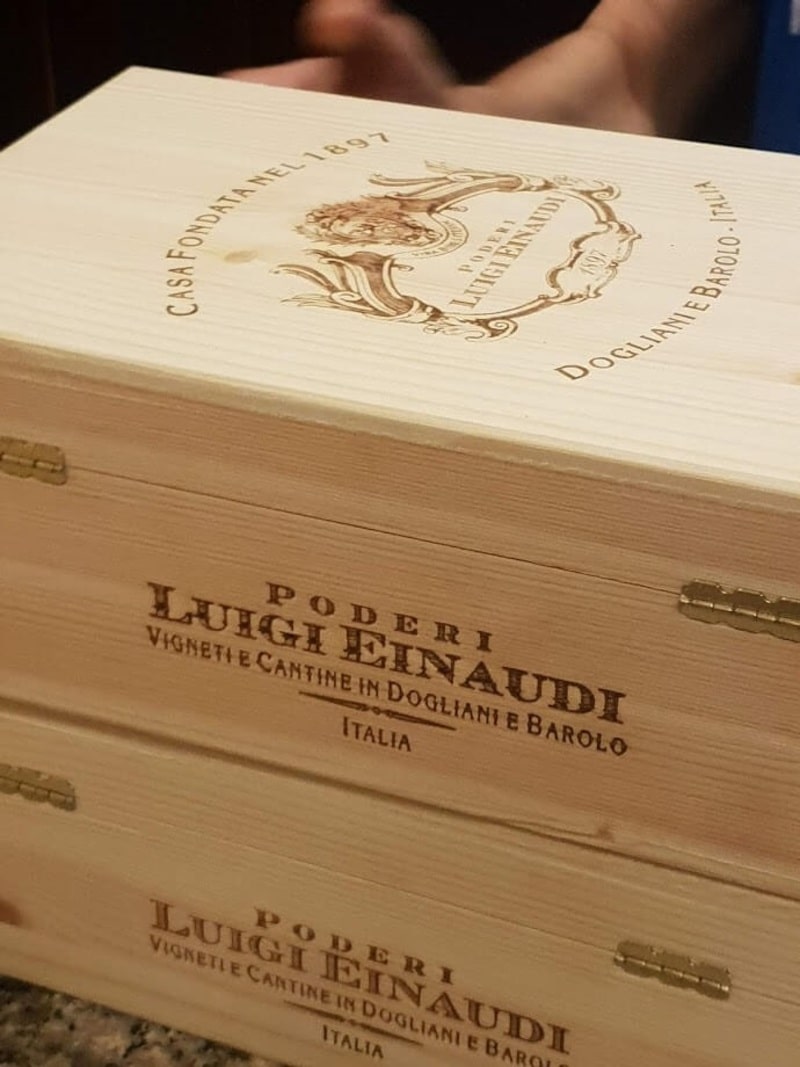 CASA FONDATA NEL 1897
PODERI
LUIGI EINAUDI
1897
DOGLIANI E BAROLO - ITALIA
PODERI
LUIGI EINAUDI
VIGNETI E CANTINE IN DOGLIANI E BAROLO
ITALIA
PODERI
LUIGI EINAUDI
VIGNETI E CANTINE IN DOGLIANI E BAROLO
ITALIA